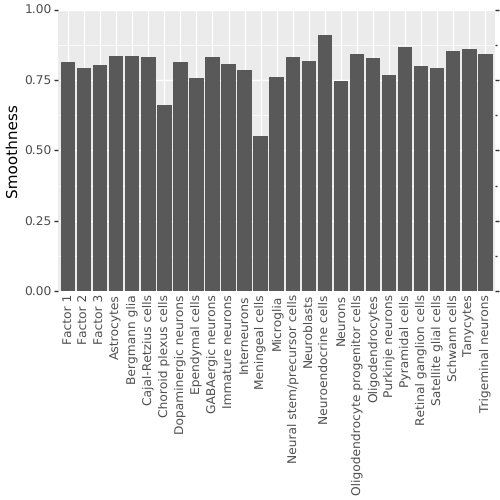 1.00
0.75
0.50
0.25
0.00
Smoothness
Factor 1
Factor 2
Factor 3
Astrocytes
Bergmann glia
Cajal-Retzius cells
Choroid plexus cells
Dopaminergic neurons
Ependymal cells
GABAergic neurons
Immature neurons
Interneurons
Meningeal cells
Microglia
Neural stem/precursor cells
Neuroblasts
Neuroendocrine cells
Neurons
Oligodendrocyte progenitor cells
Oligodendrocytes
Purkinje neurons
Pyramidal cells
Retinal ganglion cells
Satellite glial cells
Schwann cells
Tanycytes
Trigeminal neurons